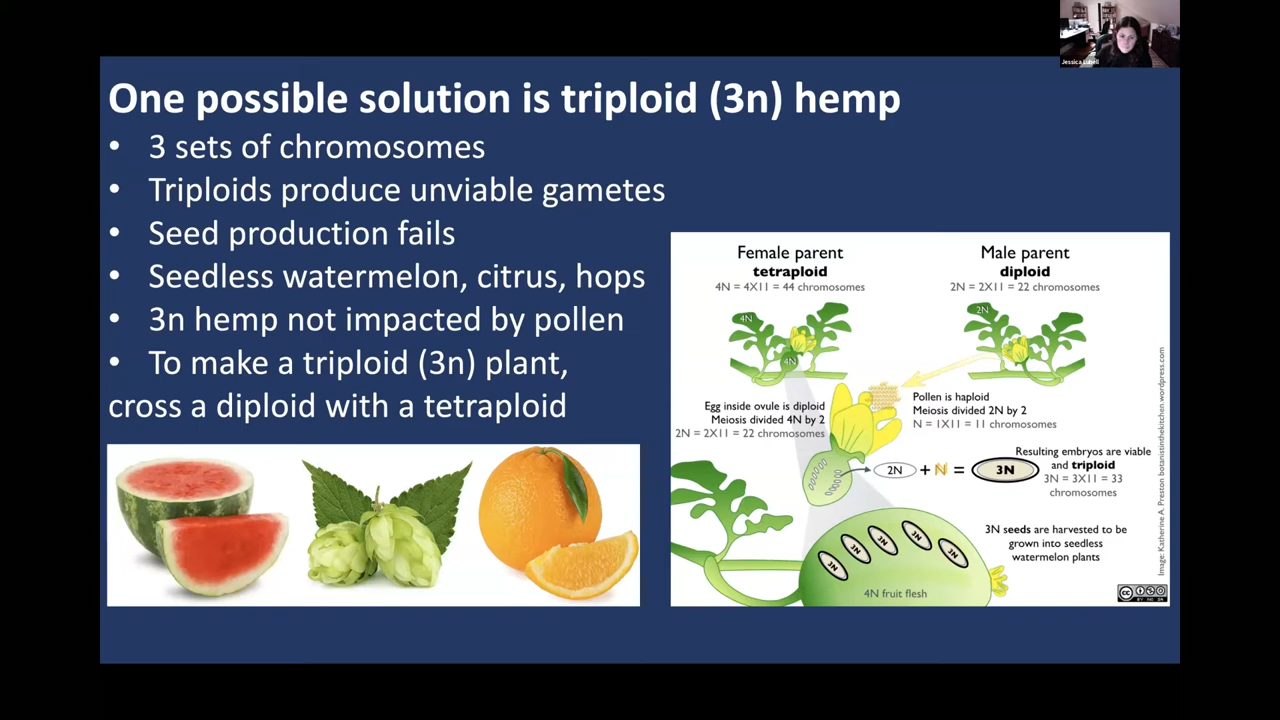 Jessica Lubell
One possible solution is triploid (3n) hemp
• 3 sets of chromosomes
• Triploids produce unviable gametes
• Seed production fails
• Seedless watermelon, citrus, hops
• 3n hemp not impacted by pollen
• To make a triploid (3n) plant,
cross a diploid with a tetraploid
Female parent
tetraploid
4N = 4X11 = 44 chromosomes
Male parent
diploid
2N = 2X11 = 22 chromosomes
4N
4N
2N
Egg inside ovule is diploid
Meiosis divided 4N by 2
2N = 2X11 = 22 chromosomes
Pollen is haploid
Meiosis divided 2N by 2
N = 1X11 = 11 chromosomes
2N + N = 3N
Resulting embryos are viable
and triploid
3N = 3X11 = 33
chromosomes
3N 3N 3N 3N 3N
3N seeds are harvested to be
grown into seedless
watermelon plants
4N fruit flesh
Image: Katherine A. Preston botanistinthekitchen.wordpress.com
CC